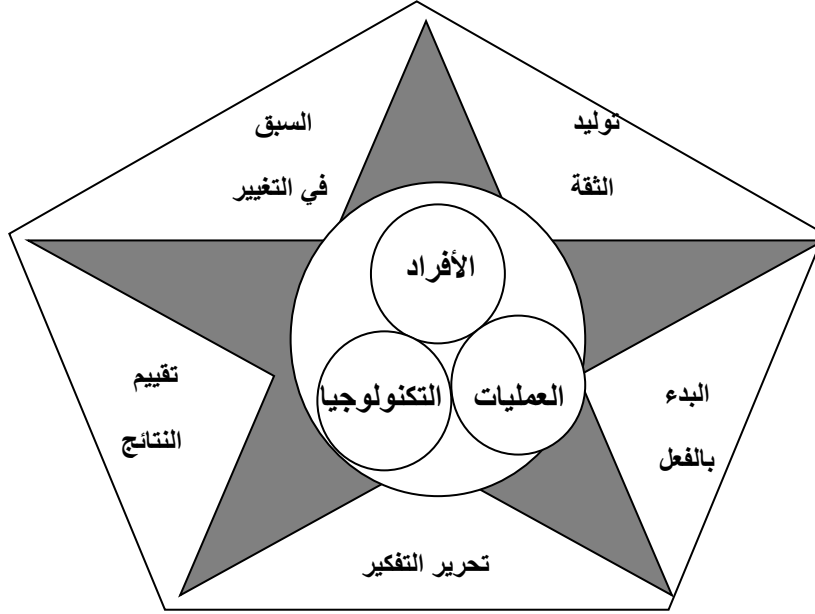 توليد
الثقة
السبق
في التغيير
الأفراد
العمليات
التكنولوجيا
البدء
بالفعل
تقييم
النتائج
تحرير التفكير